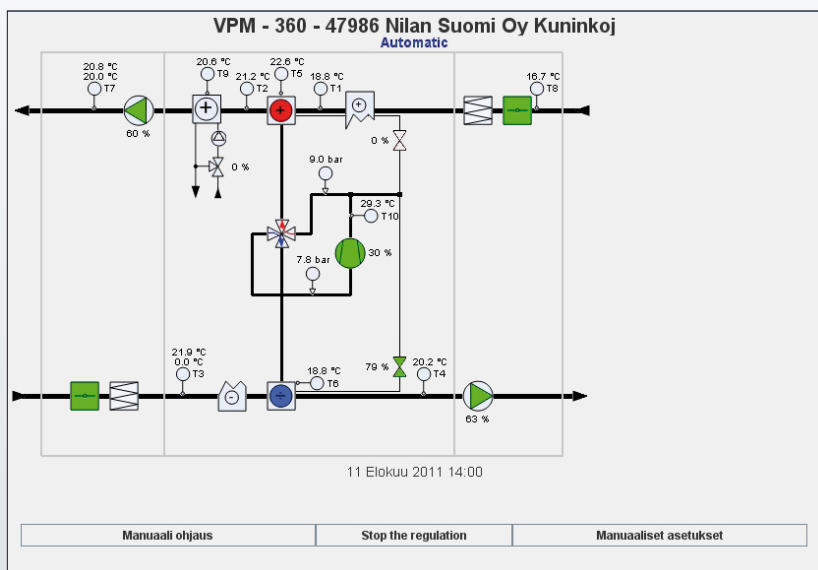 VPM - 360 - 47986 Nilan Suomi Oy Kuninkoj
Automatic
20.8 °C
20.0 °C
T7
60 %
20.6 °C
T9
21.2 °C
T2
22.6 °C
T5
18.8 °C
T1
16.7 °C
T8
0 %
0 %
9.0 bar
29.3 °C
T10
30 %
7.8 bar
21.9 °C
0.0 °C
T3
18.8 °C
T6
79 %
20.2 °C
T4
63 %
11 Elokuu 2011 14:00
Manuaali ohjaus
Stop the regulation
Manuaaliset asetukset